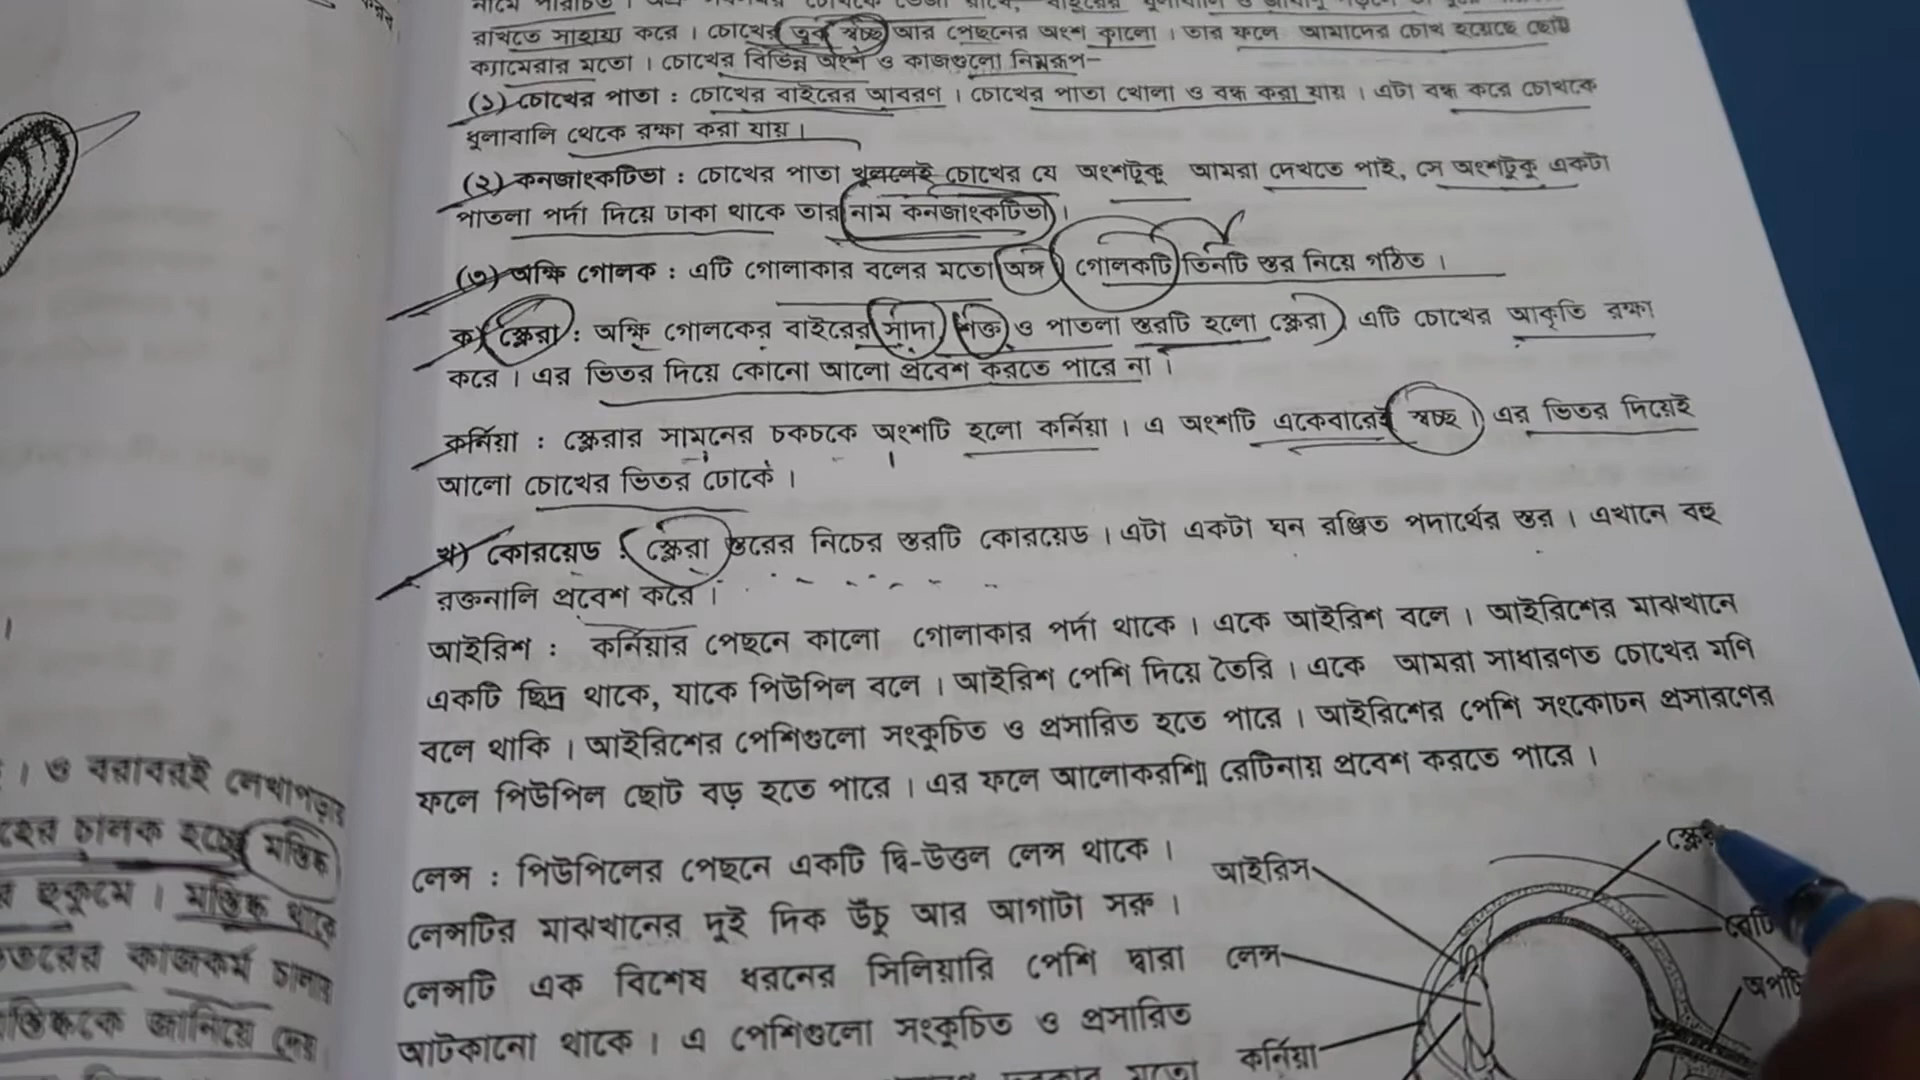 রাখতে সাহায্য করে। চোখের ত্বক স্বচ্ছ আর পেছনের অংশ কালো। তার ফলে আমাদের চোখ হয়েছে ছোট
ক্যামেরার মতো। চোখের বিভিন্ন অংশ ও কাজগুলো নিম্নরূপ-
(১) চোখের পাতা : চোখের বাইরের আবরণ। চোখের পাতা খোলা ও বন্ধ করা যায়। এটা বন্ধ করে চোখকে
ধুলাবালি থেকে রক্ষা করা যায়।
(২) কনজাংকটিভা : চোখের পাতা খুললেই চোখের যে অংশটুকু আমরা দেখতে পাই, সে অংশটুকু একটা
পাতলা পর্দা দিয়ে ঢাকা থাকে তার নাম কনজাংকটিভা।
(৩) অক্ষি গোলক : এটি গোলাকার বলের মতো অঙ্গ। গোলকটি তিনটি স্তর নিয়ে গঠিত।
ক) স্ক্লেরা : অক্ষি গোলকের বাইরের সাদা শক্ত ও পাতলা স্তরটি হলো স্ক্লেরা। এটি চোখের আকৃতি রক্ষা
করে। এর ভিতর দিয়ে কোনো আলো প্রবেশ করতে পারে না।
কর্নিয়া : স্ক্লেরার সামনের চকচকে অংশটি হলো কর্নিয়া। এ অংশটি একেবারেই স্বচ্ছ। এর ভিতর দিয়েই
আলো চোখের ভিতর ঢোকে।
খ) কোরয়েড : স্ক্লেরা স্তরের নিচের স্তরটি কোরয়েড। এটা একটা ঘন রঞ্জিত পদার্থের স্তর। এখানে বহু
রক্তনালি প্রবেশ করে।
আইরিশ : কর্নিয়ার পেছনে কালো গোলাকার পর্দা থাকে। একে আইরিশ বলে। আইরিশের মাঝখানে
একটি ছিদ্র থাকে, যাকে পিউপিল বলে। আইরিশ পেশি দিয়ে তৈরি। একে আমরা সাধারণত চোখের মণি
বলে থাকি। আইরিশের পেশিগুলো সংকুচিত ও প্রসারিত হতে পারে। আইরিশের পেশি সংকোচন প্রসারণের
ফলে পিউপিল ছোট বড় হতে পারে। এর ফলে আলোকরশ্মি রেটিনায় প্রবেশ করতে পারে।
লেন্স : পিউপিলের পেছনে একটি দ্বি-উত্তল লেন্স থাকে।
লেন্সটির মাঝখানের দুই দিক উঁচু আর আগাটা সরু।
লেন্সটি এক বিশেষ ধরনের সিলিয়ারি পেশি দ্বারা
আটকানো থাকে। এ পেশিগুলো সংকুচিত ও প্রসারিত
আইরিস
লেন্স
কর্নিয়া
। ও বরাবরই লেখাপড়ায়
চালক হচ্ছে মস্তিষ্ক
হুকুমে। মস্তিষ্ক থাকে
কাজকর্ম চালায়
জানিয়ে দেয়